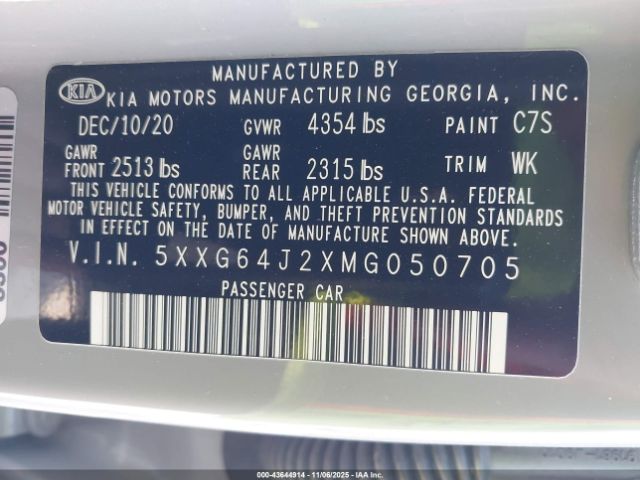 MANUFACTURED BY
KIA KIA MOTORS MANUFACTURING GEORGIA, INC.
DEC/10/20 GVWR 4354 lbs PAINT C7S
GAWR FRONT 2513 lbs GAWR REAR 2315 lbs TRIM WK
THIS VEHICLE CONFORMS TO ALL APPLICABLE U.S.A. FEDERAL
MOTOR VEHICLE SAFETY, BUMPER, AND THEFT PREVENTION STANDARDS
IN EFFECT ON THE DATE OF MANUFACTURE SHOWN ABOVE.
V.I.N. 5XXG64J2XMG050705
PASSENGER CAR
000-43644914 - 11/06/2025 - IAA Inc.